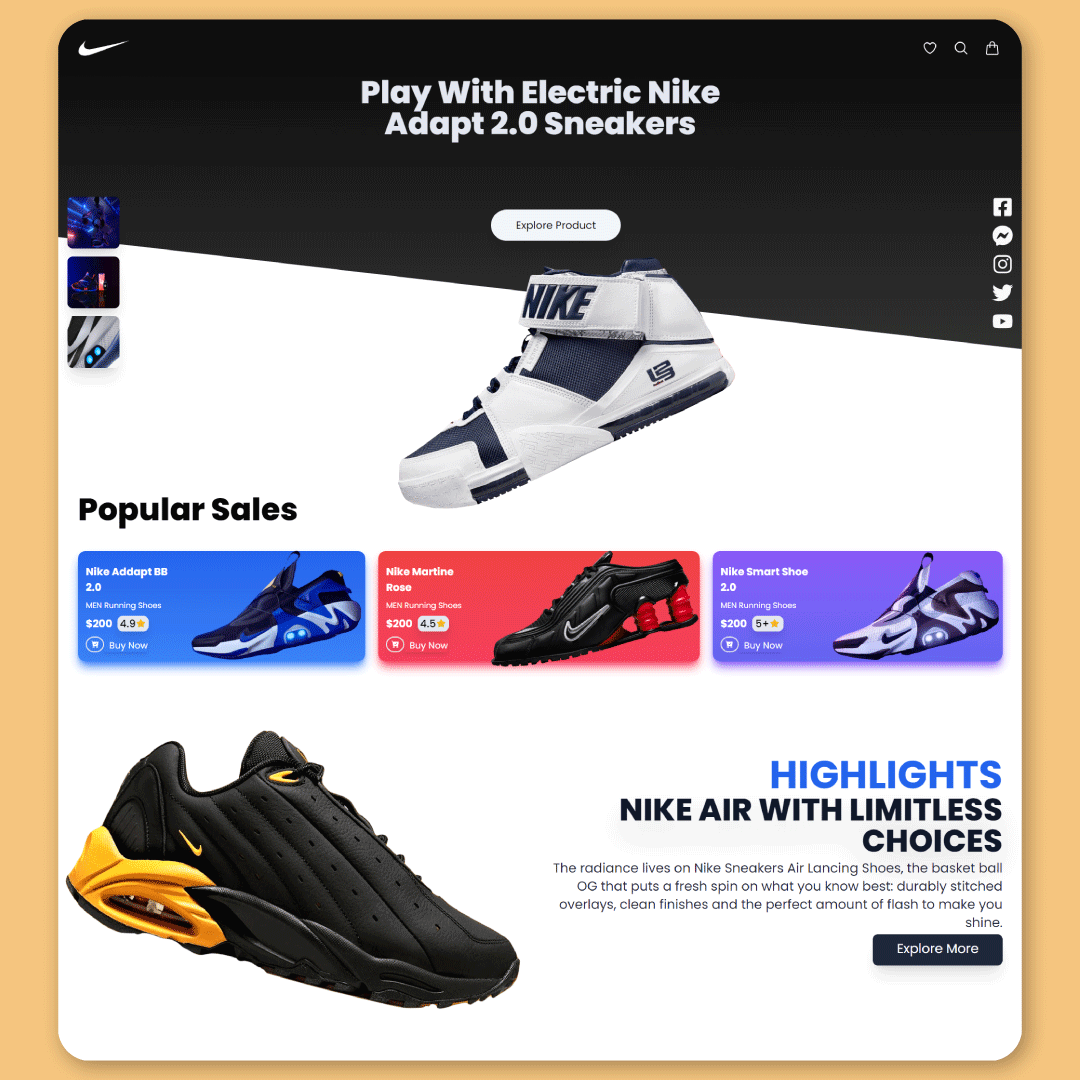 Play With Electric Nike
Adapt 2.0 Sneakers
Explore Product
NIKE
Popular Sales
Nike Addapt BB
2.0
MEN Running Shoes
$200 4.9
Buy Now
Nike Martine
Rose
MEN Running Shoes
$200 4.5
Buy Now
Nike Smart Shoe
2.0
MEN Running Shoes
$200 5+
Buy Now
HIGHLIGHTS
NIKE AIR WITH LIMITLESS
CHOICES
The radiance lives on Nike Sneakers Air Lancing Shoes, the basket ball
OG that puts a fresh spin on what you know best: durably stitched
overlays, clean finishes and the perfect amount of flash to make you
shine.
Explore More